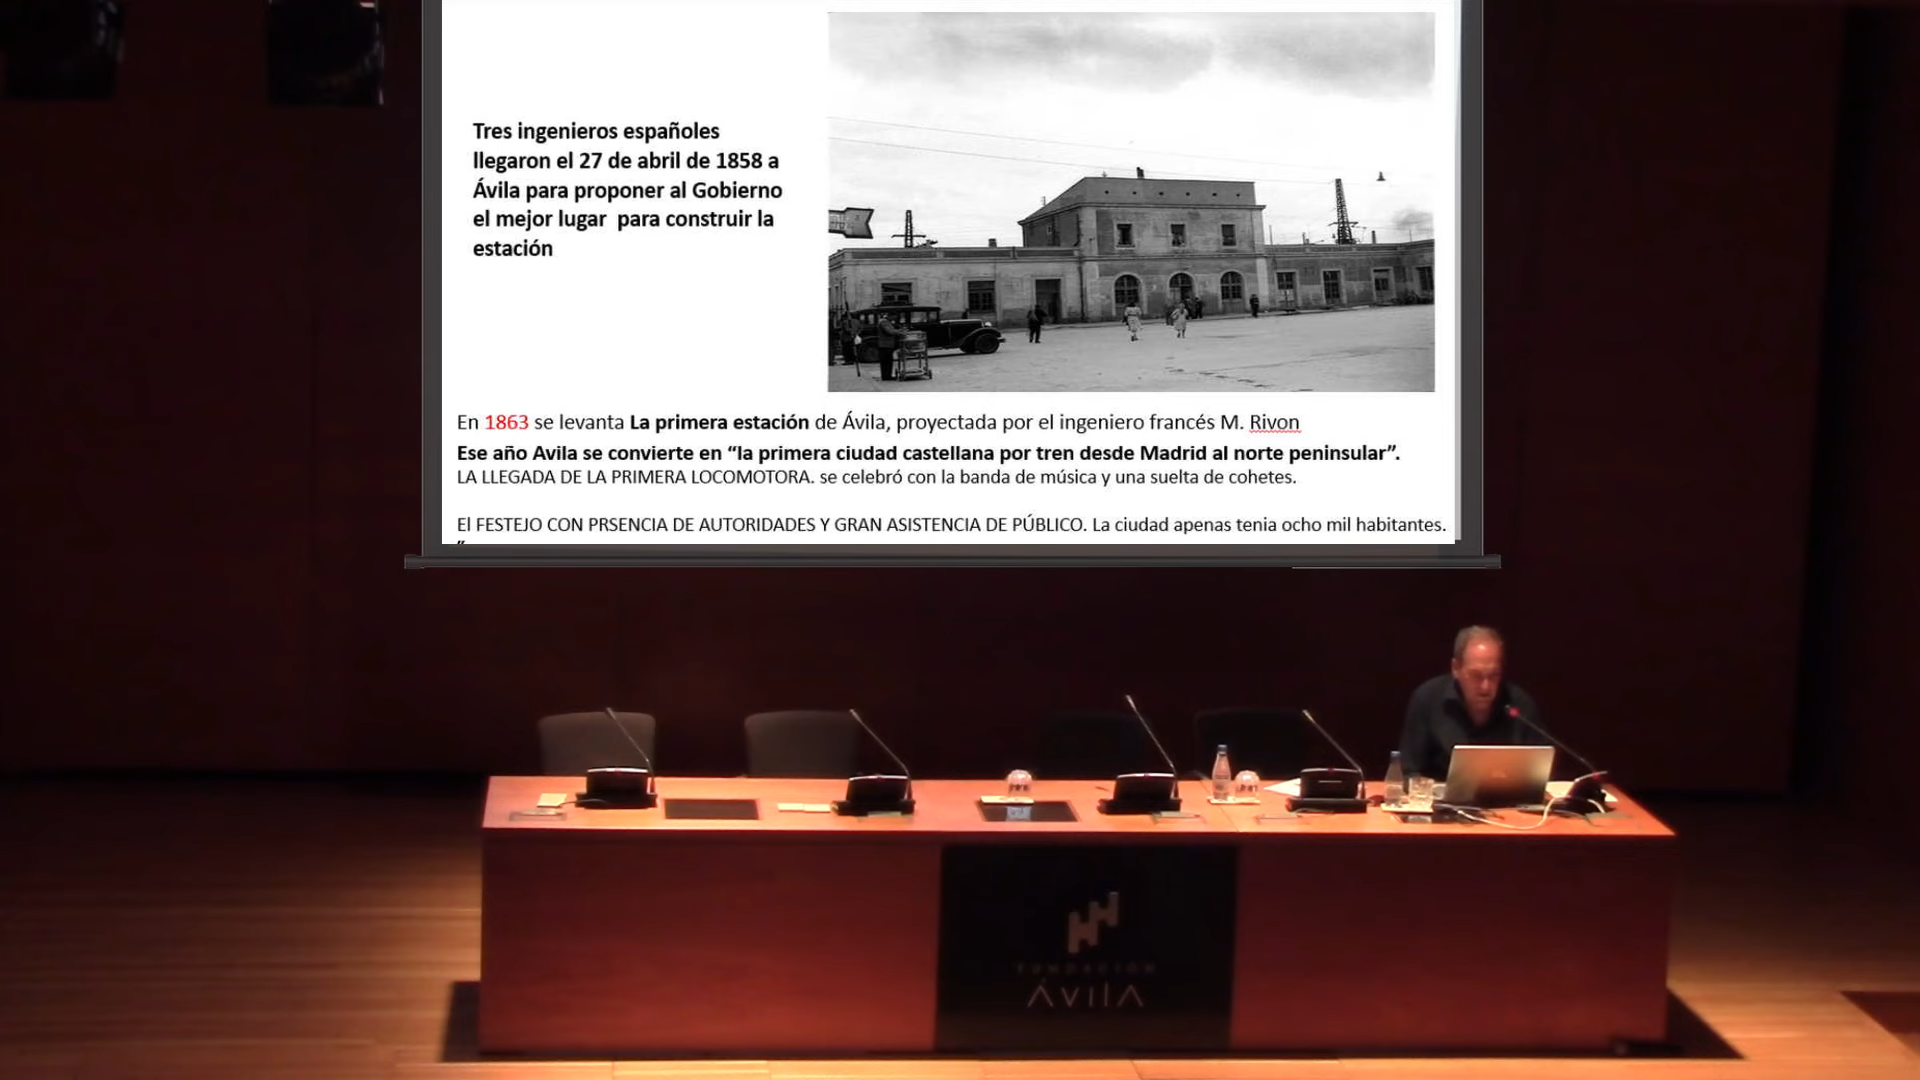 Tres ingenieros españoles
llegaron el 27 de abril de 1858 a
Ávila para proponer al Gobierno
el mejor lugar para construir la
estación
En 1863 se levanta La primera estación de Ávila, proyectada por el ingeniero francés M. Rivon
Ese año Avila se convierte en “la primera ciudad castellana por tren desde Madrid al norte peninsular”.
LA LLEGADA DE LA PRIMERA LOCOMOTORA. se celebró con la banda de música y una suelta de cohetes.
El FESTEJO CON PRSENCIA DE AUTORIDADES Y GRAN ASISTENCIA DE PÚBLICO. La ciudad apenas tenia ocho mil habitantes.
”
FUNDACIÓN
ÁVILA